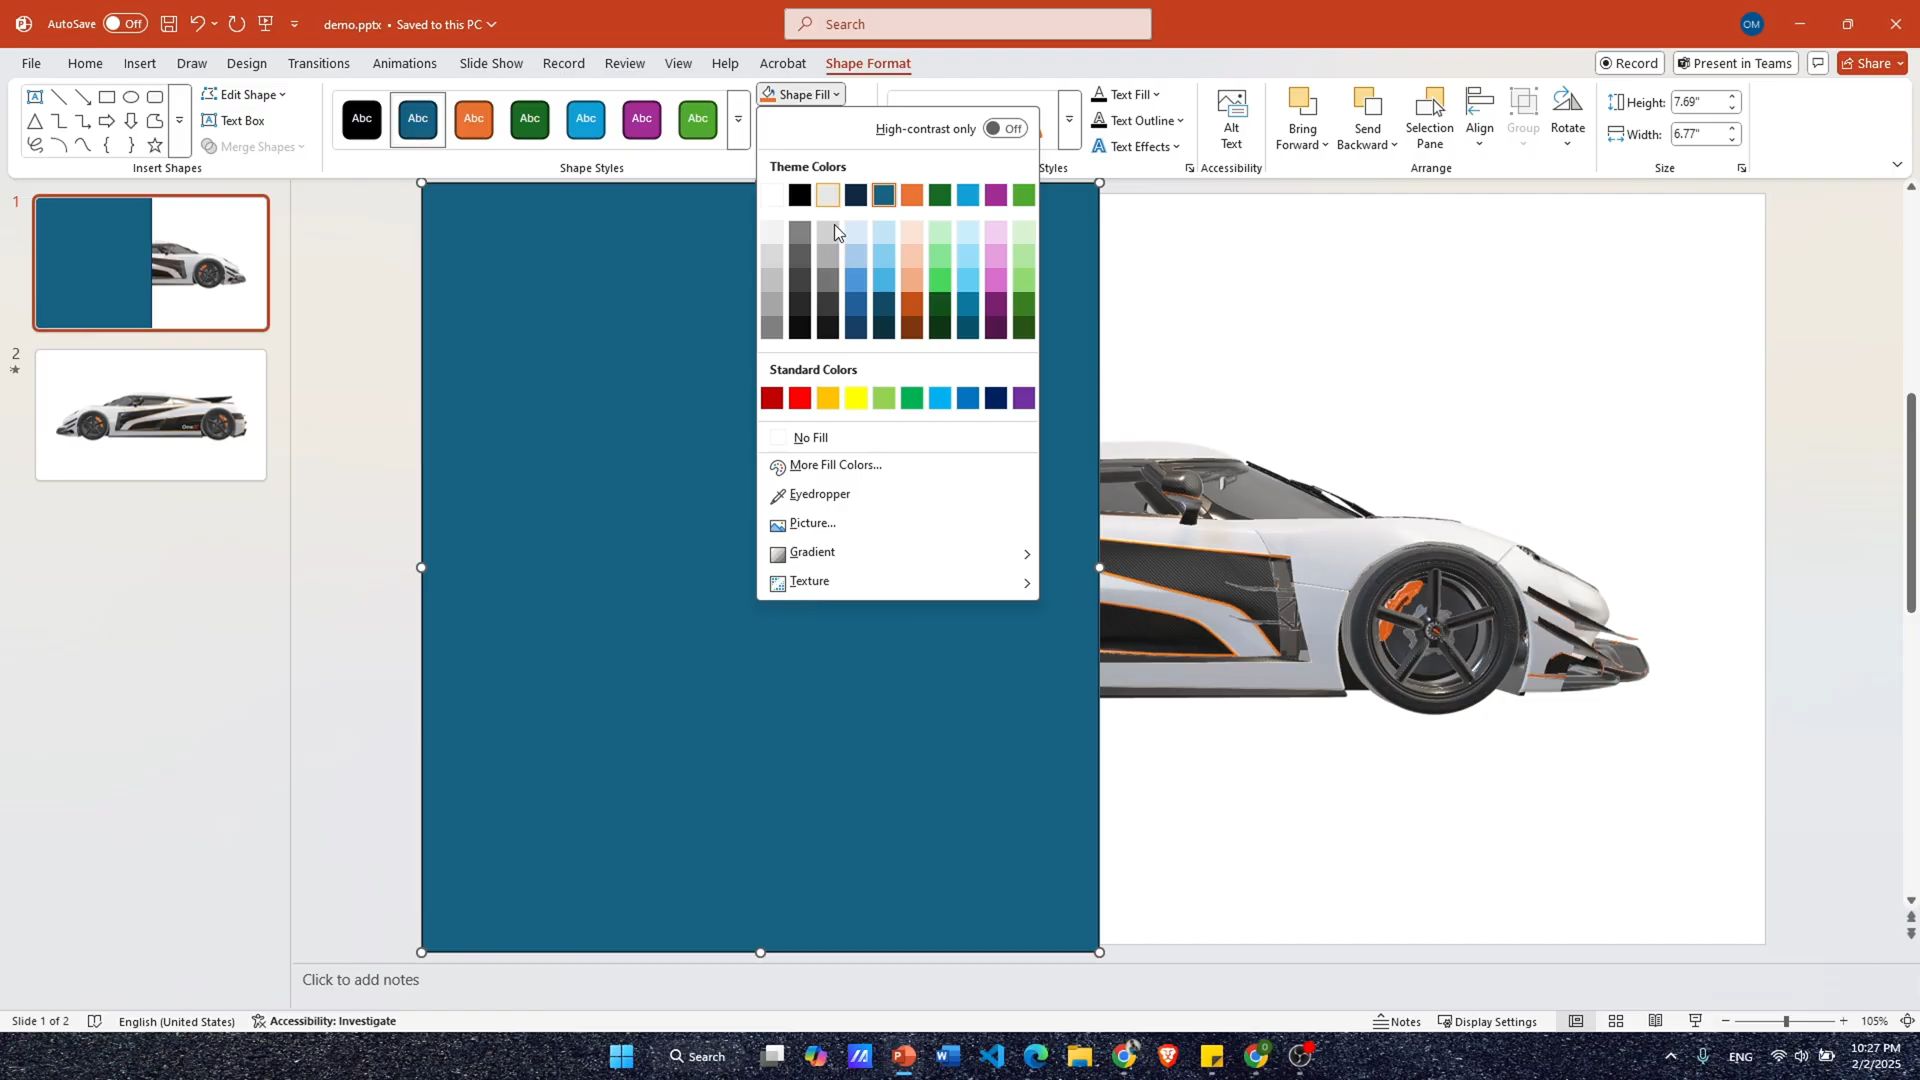 AutoSave Off
demo.pptx • Saved to this PC
Search
OM
File Home Insert Draw Design Transitions Animations Slide Show Record Review View Help Acrobat Shape Format
Record Present in Teams Share
Edit Shape
Text Box
Merge Shapes
Insert Shapes
Abc Abc Abc Abc Abc Abc Abc
Shape Styles
Shape Fill
Text Fill
Text Outline
Text Effects
Styles
Alt Text
Accessibility
Bring Forward
Send Backward
Selection Pane
Align
Group
Rotate
Arrange
Height: 7.69"
Width: 6.77"
Size
High-contrast only Off
Theme Colors
Standard Colors
No Fill
More Fill Colors...
Eyedropper
Picture...
Gradient
Texture
1
2
Click to add notes
Slide 1 of 2 English (United States) Accessibility: Investigate
Notes Display Settings 105%
Search
ENG
10:27 PM
2/2/2025